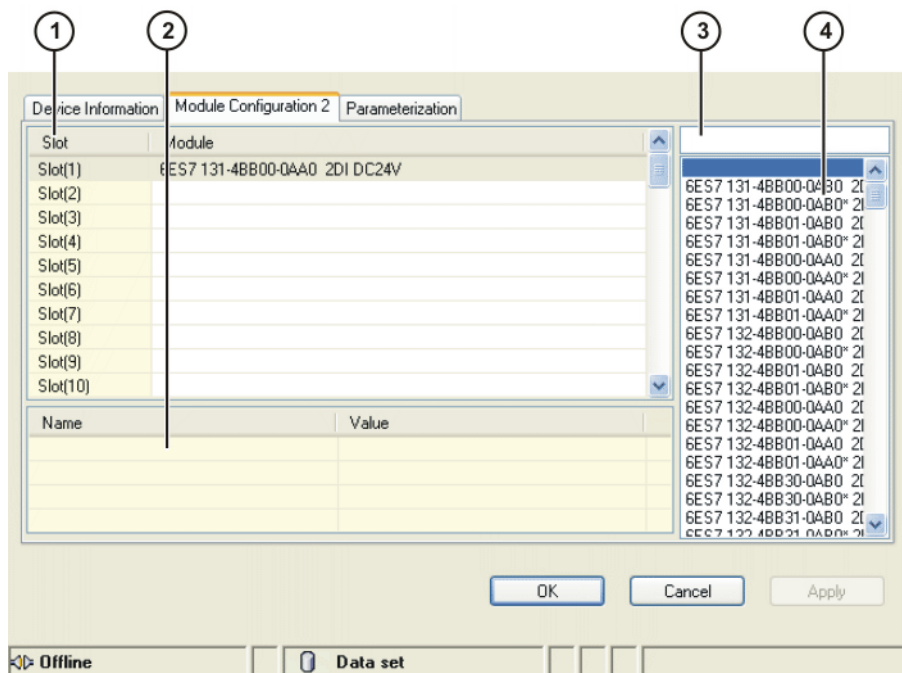 1 2 3 4
Device Information Module Configuration 2 Parameterization
Slot Module
Slot(1) 6ES7 131-4BB00-0AA0 2DI DC24V
Slot(2)
Slot(3)
Slot(4)
Slot(5)
Slot(6)
Slot(7)
Slot(8)
Slot(9)
Slot(10)
Name Value
6ES7 131-4BB00-0AB0
6ES7 131-4BB00-0AB0*
6ES7 131-4BB01-0AB0
6ES7 131-4BB01-0AB0*
6ES7 131-4BB00-0AA0
6ES7 131-4BB00-0AA0*
6ES7 131-4BB01-0AA0
6ES7 131-4BB01-0AA0*
6ES7 132-4BB00-0AB0
6ES7 132-4BB00-0AB0*
6ES7 132-4BB01-0AB0
6ES7 132-4BB01-0AB0*
6ES7 132-4BB00-0AA0
6ES7 132-4BB00-0AA0*
6ES7 132-4BB01-0AA0
6ES7 132-4BB01-0AA0*
6ES7 132-4BB30-0AB0
6ES7 132-4BB30-0AB0*
6ES7 132-4BB31-0AB0
6ES7 132-4BB31-0AB0*
OK Cancel Apply
Offline Data set